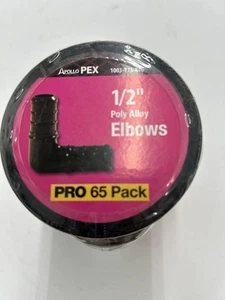 APOLLO PEX
1/2"
Poly Alloy
Elbows
PRO 65 Pack